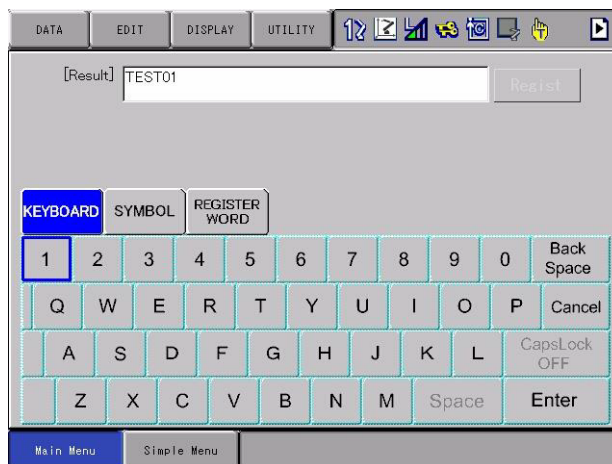 DATA EDIT DISPLAY UTILITY
[Result] TEST01 Regist
KEYBOARD SYMBOL REGISTER WORD
1 2 3 4 5 6 7 8 9 0 Back Space
Q W E R T Y U I O P Cancel
A S D F G H J K L CapsLock OFF
Z X C V B N M Space Enter
Main Menu Simple Menu